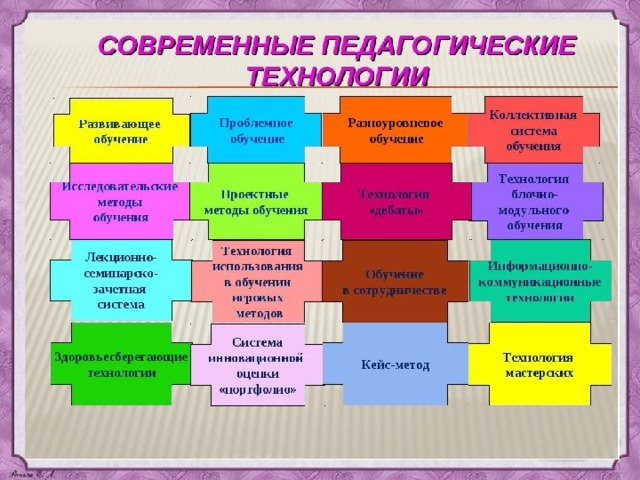 СОВРЕМЕННЫЕ ПЕДАГОГИЧЕСКИЕ
ТЕХНОЛОГИИ
Развивающее
обучение
Проблемное
обучение
Разноуровневое
обучение
Коллективная
система
обучения
Исследовательские
методы
обучения
Проектные
методы обучения
Технология
«дебаты»
Технология
блочно-
модульного
обучения
Лекционно-
семинарско-
зачетная
система
Технология
использования
в обучении
игровых
методов
Обучение
в сотрудничестве
Информационно-
коммуникационные
технологии
Здоровьесберегающие
технологии
Система
инновационной
оценки
«портфолио»
Кейс-метод
Технология
мастерских